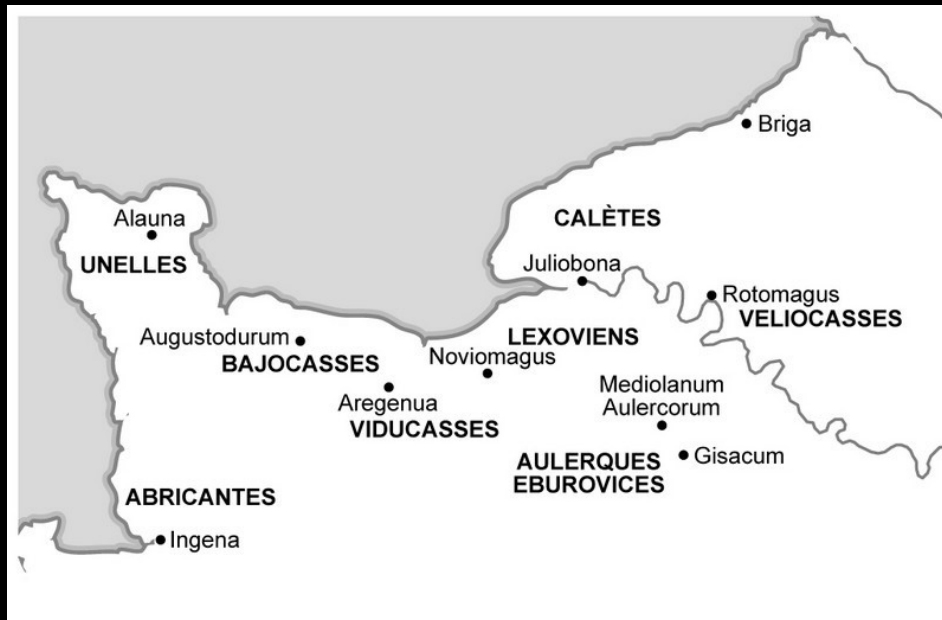 Briga
Alauna
UNELLES
CALÈTES
Juliobona
Rotomagus
VELIOCASSES
Augustodurum
BAJOCASSES
LEXOVIENS
Noviomagus
Aregenua
VIDUCASSES
Mediolanum
Aulercorum
AULERQUES
EBUROVICES
Gisacum
ABRICANTES
Ingena